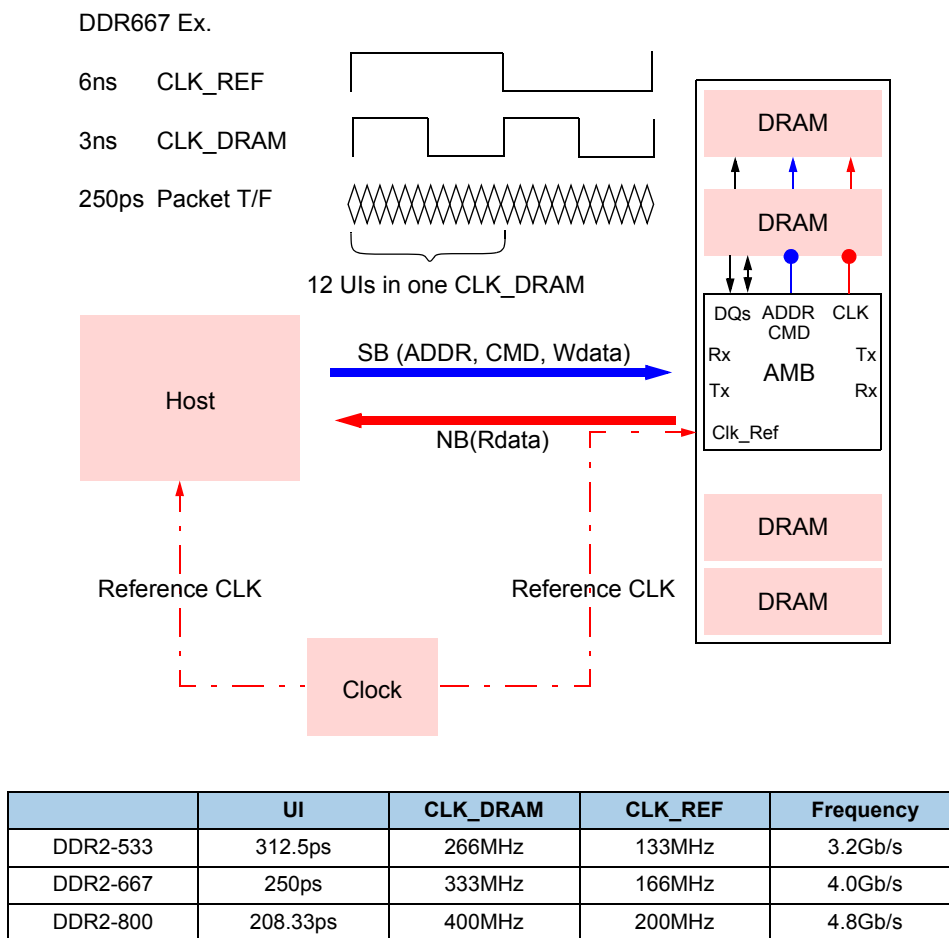 DDR667 Ex.
6ns CLK_REF
3ns CLK_DRAM
250ps Packet T/F
12 UIs in one CLK_DRAM
DRAM
DRAM
DQs ADDR CLK
CMD
Rx Tx
AMB
Tx Rx
Clk_Ref
SB (ADDR, CMD, Wdata)
Host
NB(Rdata)
DRAM
DRAM
Reference CLK
Reference CLK
Clock
UI CLK_DRAM CLK_REF Frequency
DDR2-533 312.5ps 266MHz 133MHz 3.2Gb/s
DDR2-667 250ps 333MHz 166MHz 4.0Gb/s
DDR2-800 208.33ps 400MHz 200MHz 4.8Gb/s